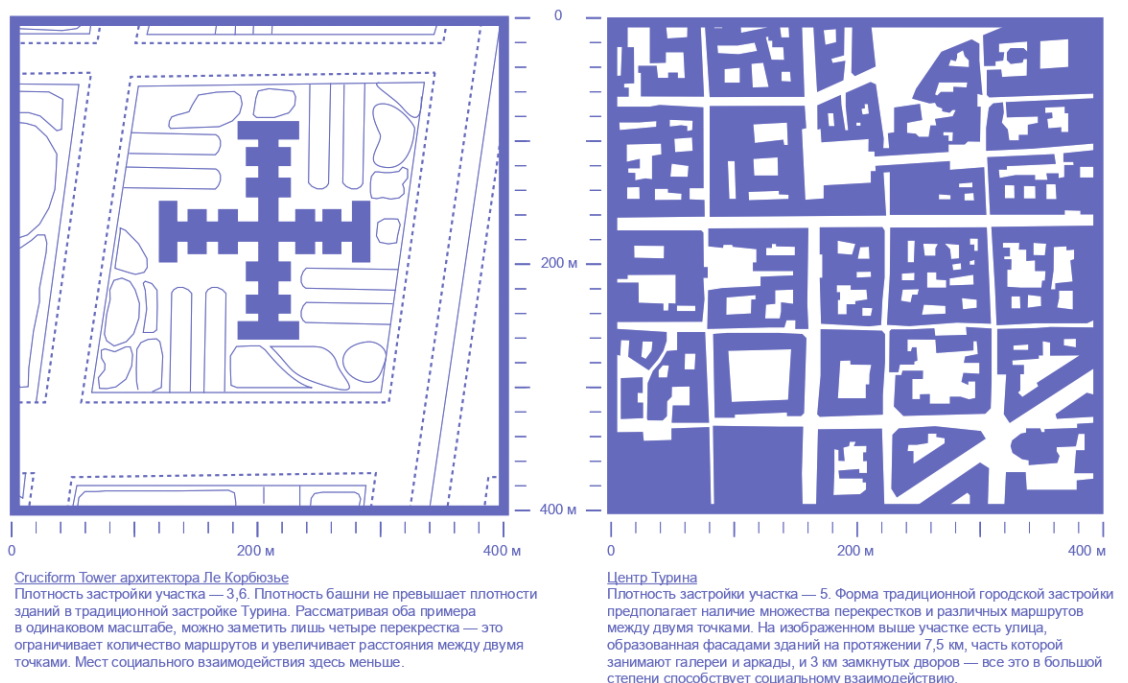 0
200 м
400 м
0
200 м
400 м
0
200 м
400 м
Cruciform Tower архитектора Ле Корбюзье
Плотность застройки участка — 3,6. Плотность башни не превышает плотности
зданий в традиционной застройке Турина. Рассматривая оба примера
в одинаковом масштабе, можно заметить лишь четыре перекрестка — это
ограничивает количество маршрутов и увеличивает расстояния между двумя
точками. Мест социального взаимодействия здесь меньше.
Центр Турина
Плотность застройки участка — 5. Форма традиционной городской застройки
предполагает наличие множества перекрестков и различных маршрутов
между двумя точками. На изображенном выше участке есть улица,
образованная фасадами зданий на протяжении 7,5 км, часть которой
занимают галереи и аркады, и 3 км замкнутых дворов — все это в большой
степени способствует социальному взаимодействию.